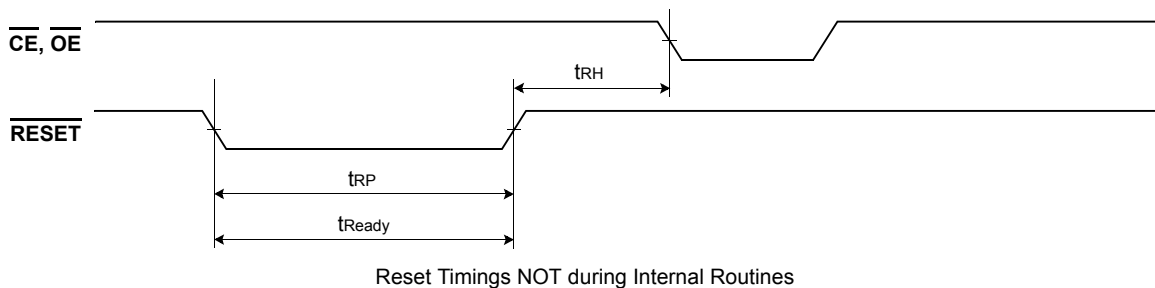 CE, OE
tRH
RESET
tRP
tReady
Reset Timings NOT during Internal Routines